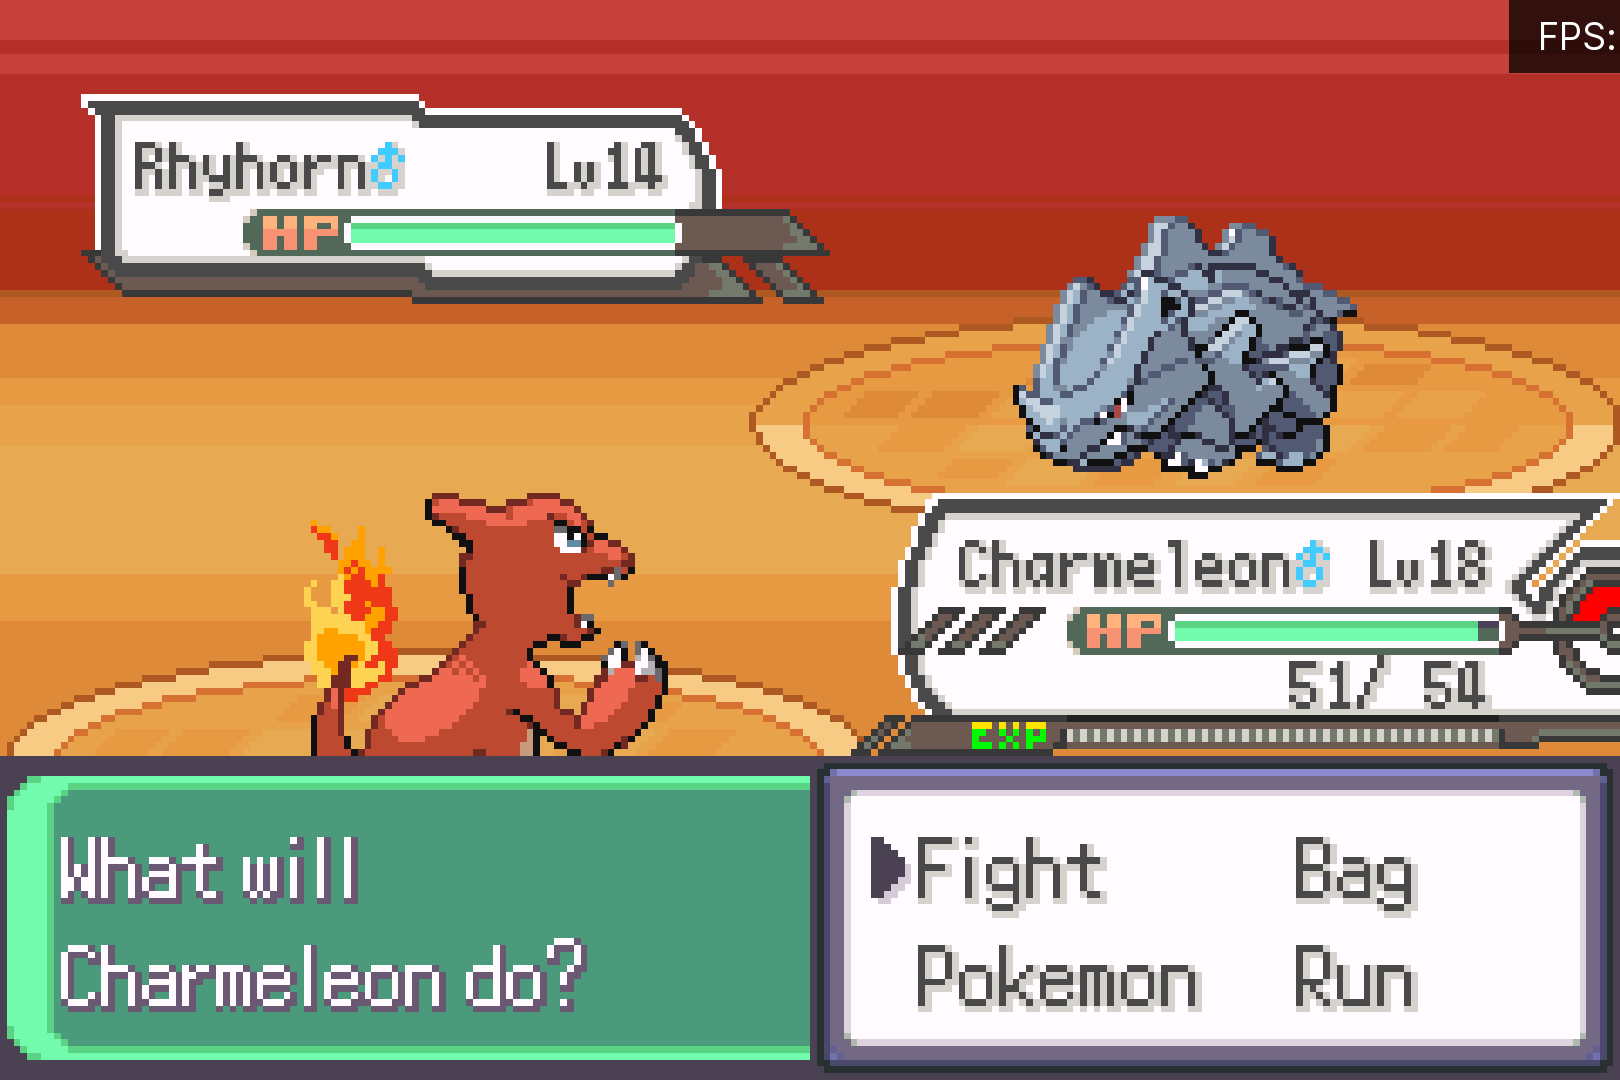 FPS:
Rhyhorn♂ Lv14
HP
Charmeleon♂ Lv18
HP
51/ 54
EXP
What will
Charmeleon do?
Fight Bag
Pokemon Run